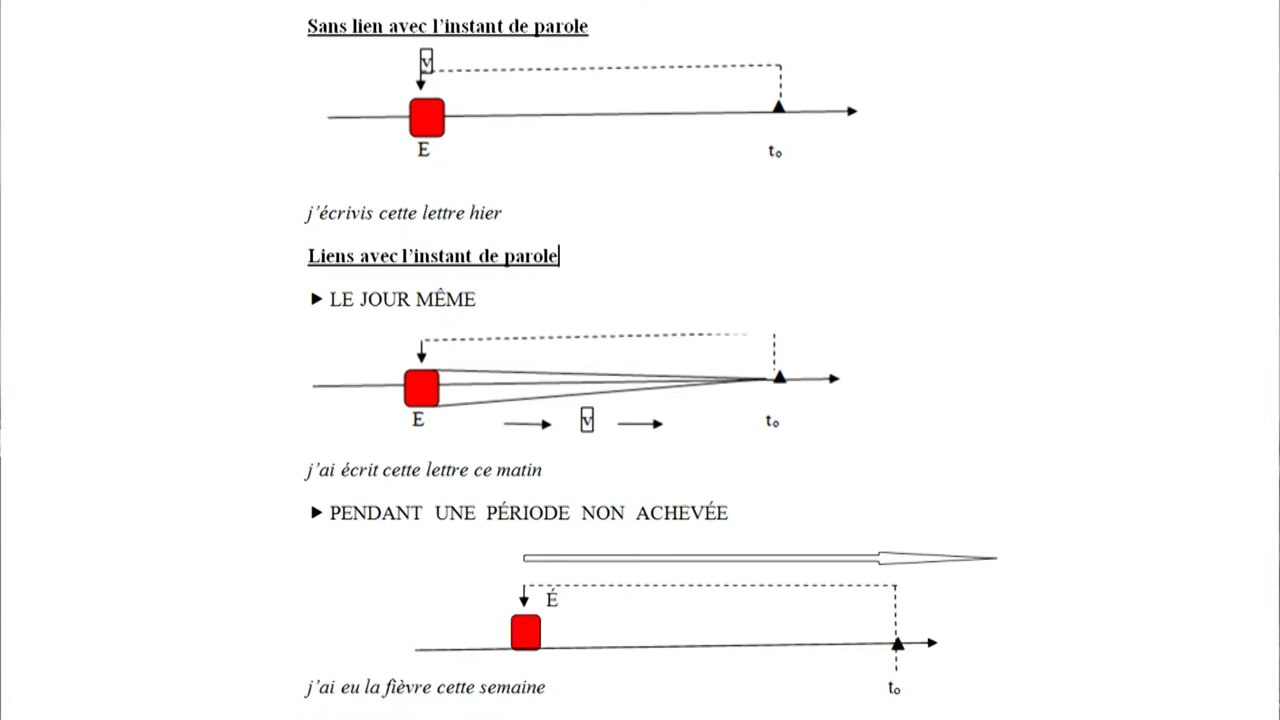 Sans lien avec l'instant de parole
v
E
t₀
j'écrivis cette lettre hier
Liens avec l'instant de parole
► LE JOUR MÊME
E
v
t₀
j'ai écrit cette lettre ce matin
► PENDANT UNE PÉRIODE NON ACHEVÉE
É
j'ai eu la fièvre cette semaine
t₀